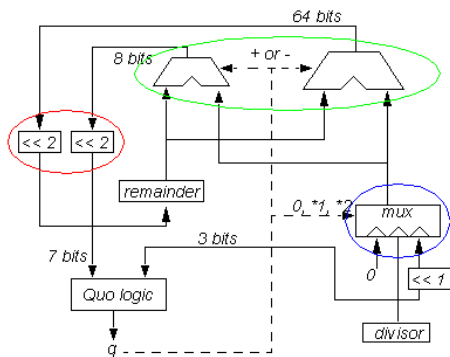 64 bits
8 bits
+ or -
<< 2
<< 2
remainder
0, *1, *2
mux
3 bits
7 bits
0
<< 1
Quo logic
divisor
q